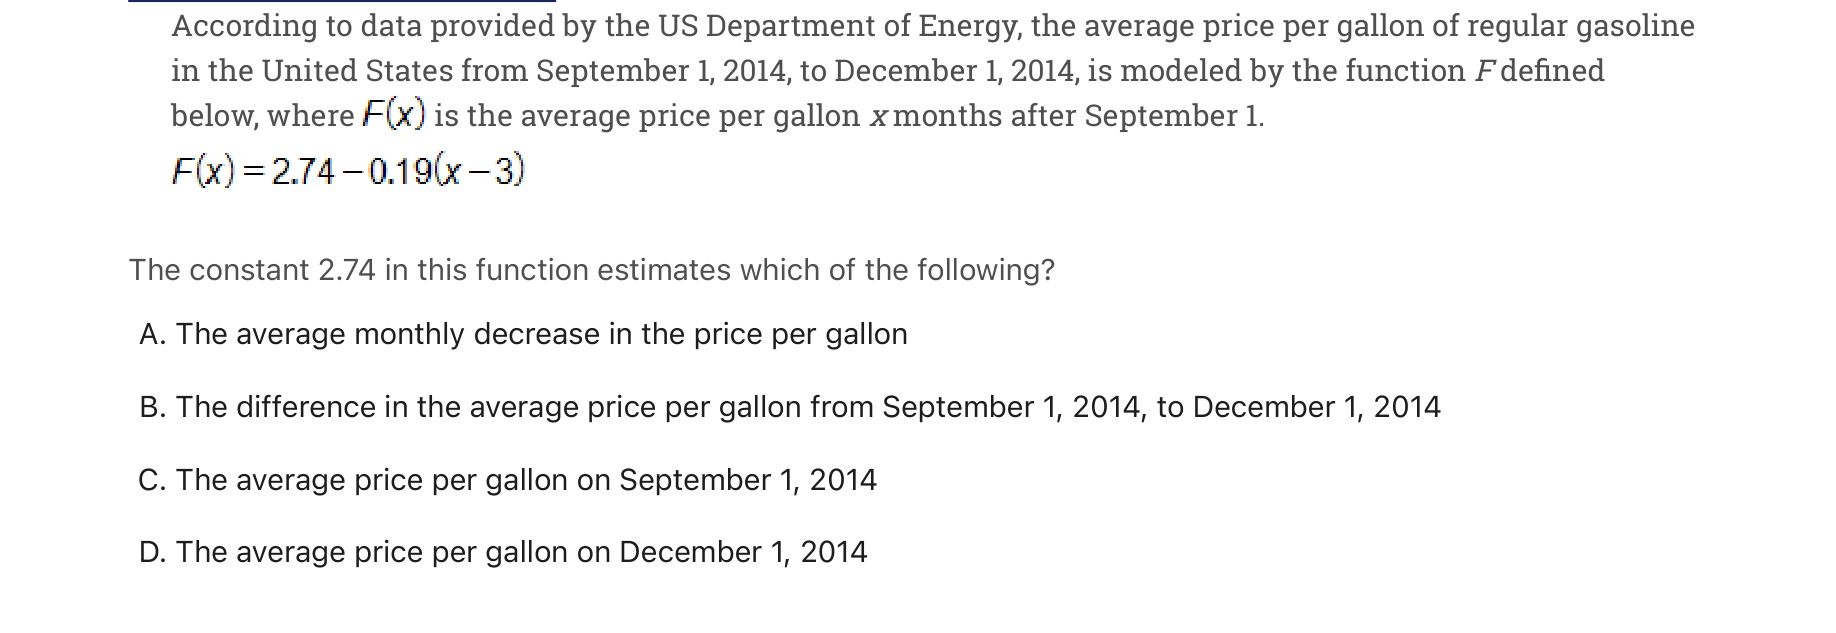 According to data provided by the US Department of Energy, the average price per gallon of regular gasoline
in the United States from September 1, 2014, to December 1, 2014, is modeled by the function F defined
below, where F(x) is the average price per gallon x months after September 1.
F(x) = 2.74 – 0.19(x – 3)
The constant 2.74 in this function estimates which of the following?
A. The average monthly decrease in the price per gallon
B. The difference in the average price per gallon from September 1, 2014, to December 1, 2014
C. The average price per gallon on September 1, 2014
D. The average price per gallon on December 1, 2014